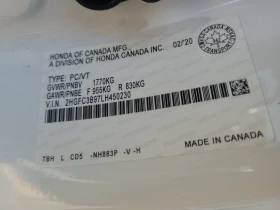 HONDA OF CANADA MFG.,
A DIVISION OF HONDA CANADA INC. 02/'20
TYPE: PC/VT
GVWR/PNBV 1770KG
GAWR/PNBE F 955KG R 830KG
V.I.N. 2HGFC3B97LH450230
MADE IN CANADA
TBH L CD5 -NH883P -V -H